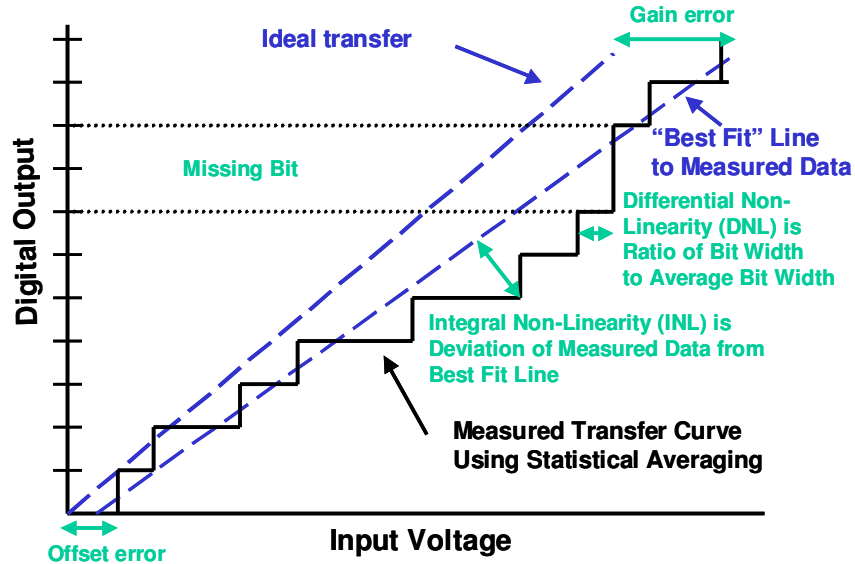 Gain error
Ideal transfer
"Best Fit" Line
to Measured Data
Missing Bit
Differential Non-
Linearity (DNL) is
Ratio of Bit Width
to Average Bit Width
Digital Output
Integral Non-Linearity (INL) is
Deviation of Measured Data from
Best Fit Line
Measured Transfer Curve
Using Statistical Averaging
Input Voltage
Offset error